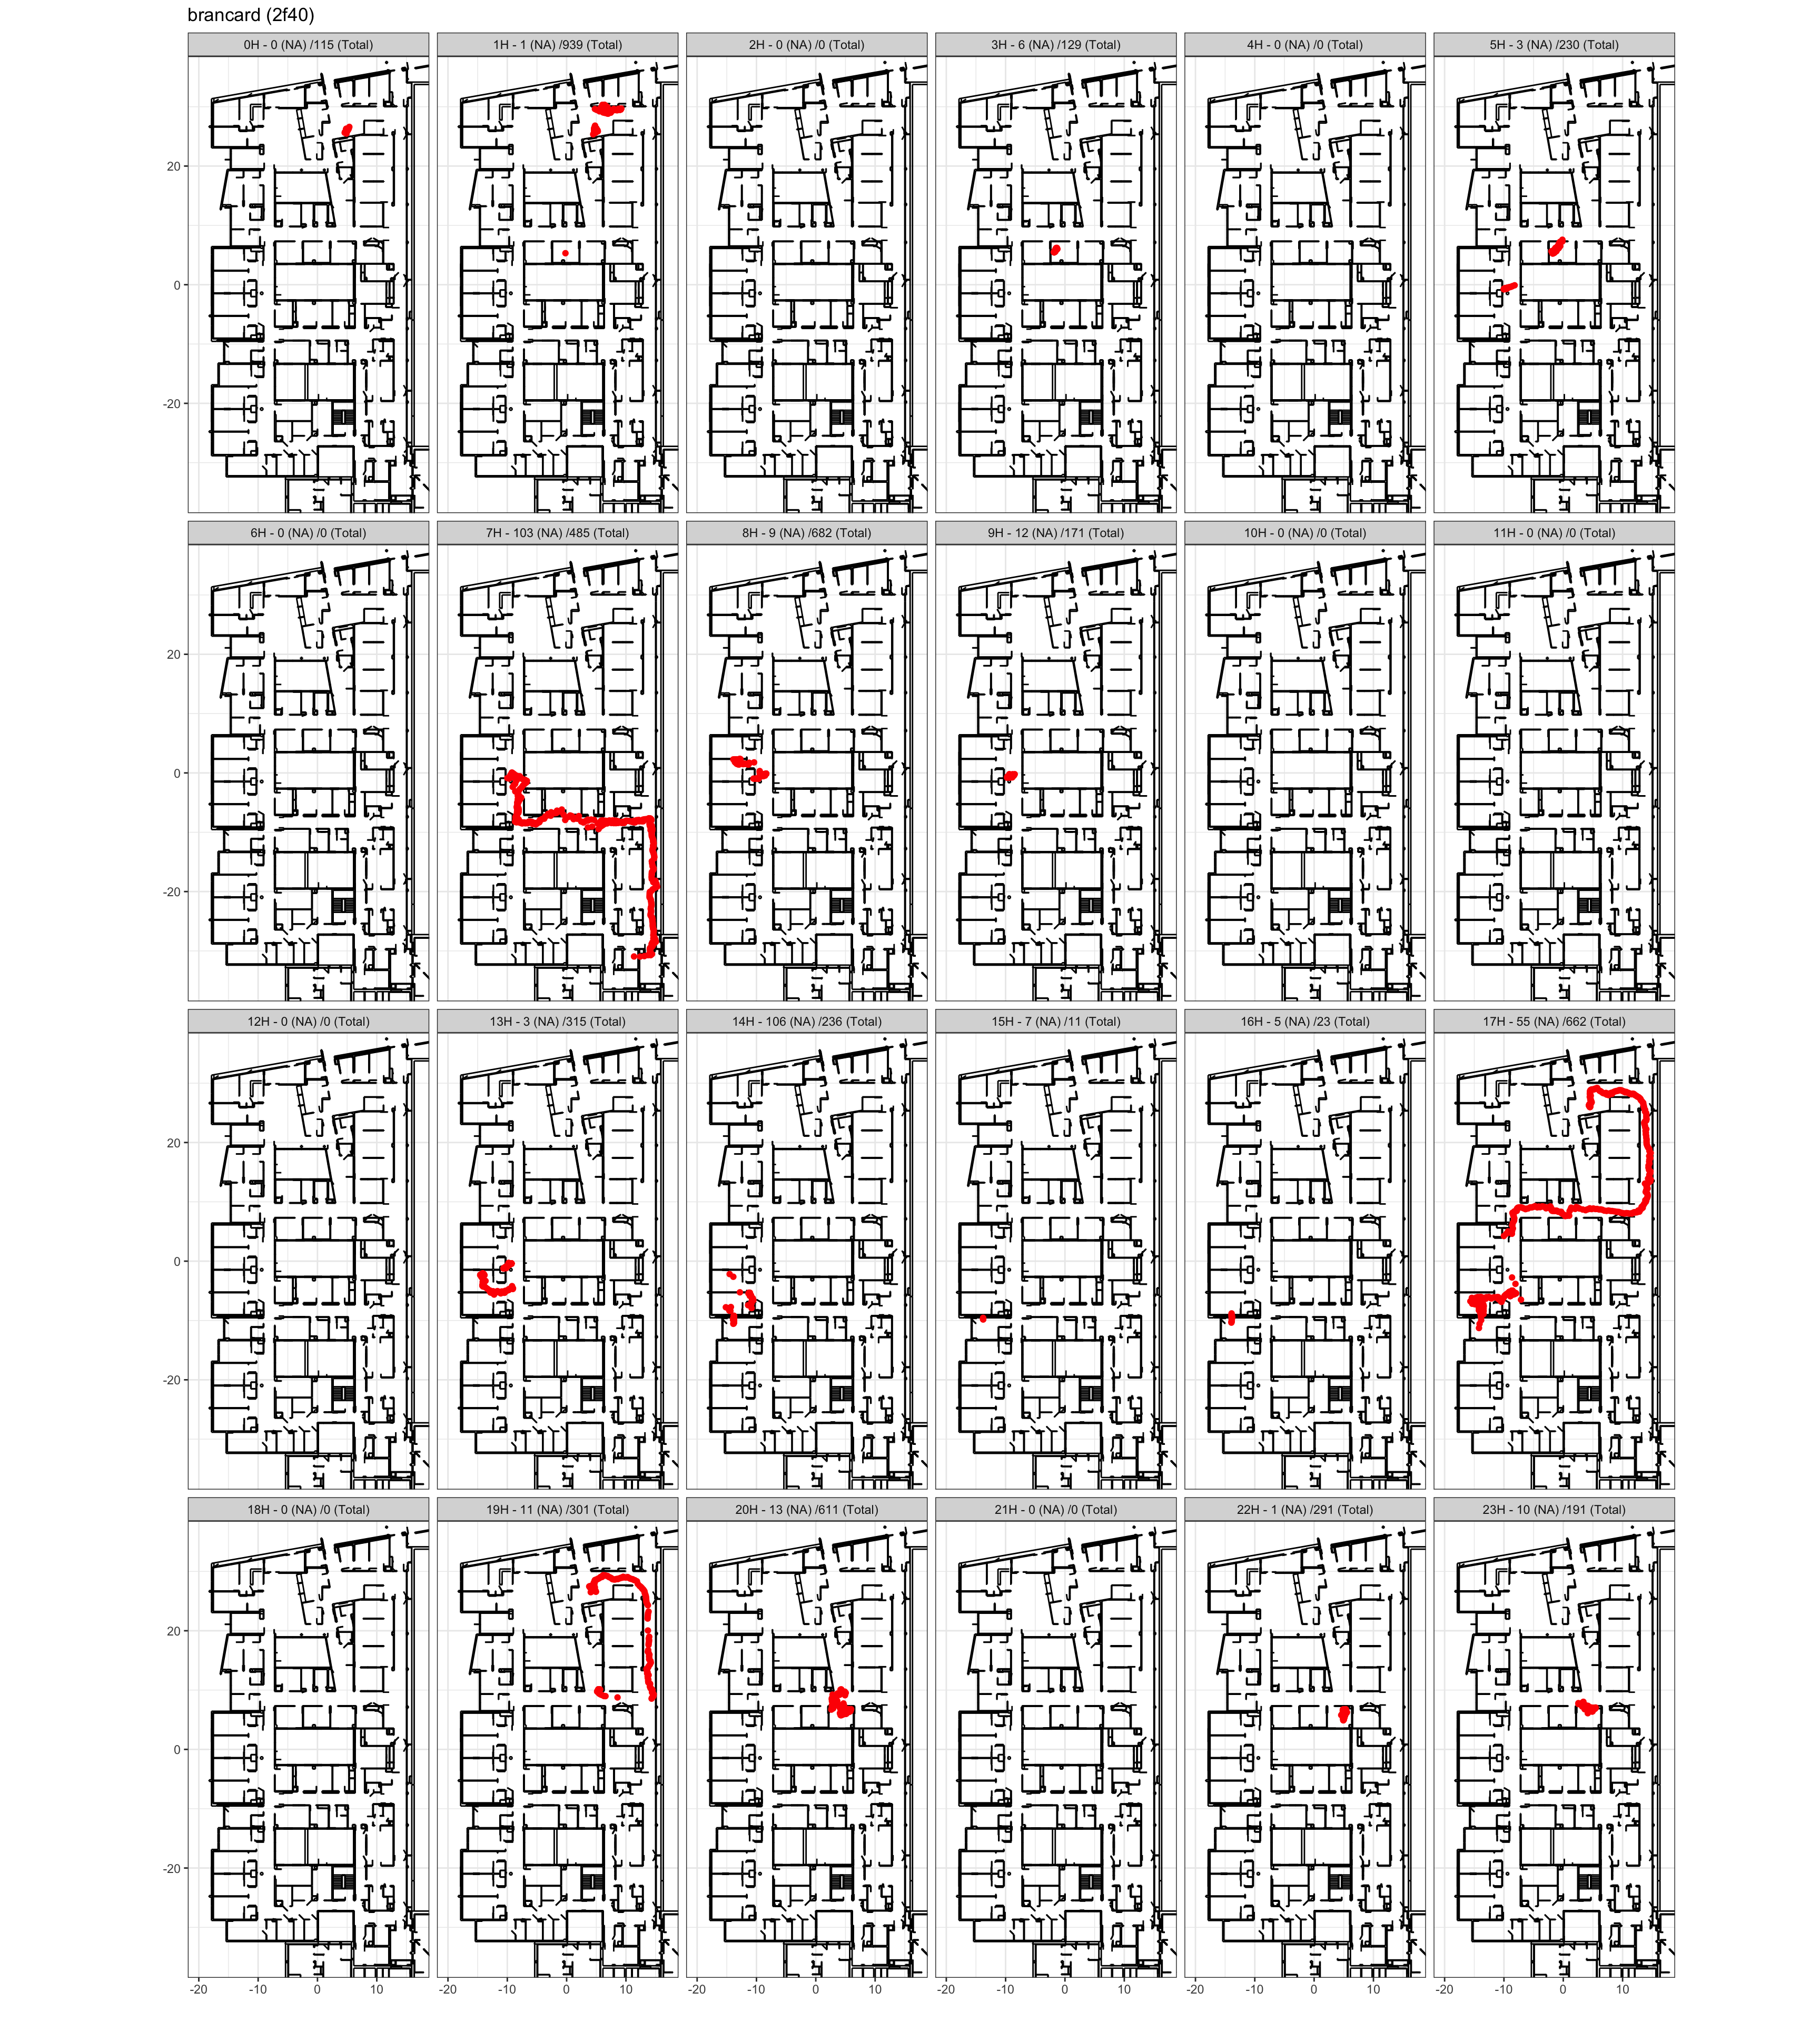 brancard (2f40)
0H - 0 (NA) /115 (Total)
1H - 1 (NA) /939 (Total)
2H - 0 (NA) /0 (Total)
3H - 6 (NA) /129 (Total)
4H - 0 (NA) /0 (Total)
5H - 3 (NA) /230 (Total)
20
0
-20
6H - 0 (NA) /0 (Total)
7H - 103 (NA) /485 (Total)
8H - 9 (NA) /682 (Total)
9H - 12 (NA) /171 (Total)
10H - 0 (NA) /0 (Total)
11H - 0 (NA) /0 (Total)
20
0
-20
12H - 0 (NA) /0 (Total)
13H - 3 (NA) /315 (Total)
14H - 106 (NA) /236 (Total)
15H - 7 (NA) /11 (Total)
16H - 5 (NA) /23 (Total)
17H - 55 (NA) /662 (Total)
20
0
-20
18H - 0 (NA) /0 (Total)
19H - 11 (NA) /301 (Total)
20H - 13 (NA) /611 (Total)
21H - 0 (NA) /0 (Total)
22H - 1 (NA) /291 (Total)
23H - 10 (NA) /191 (Total)
20
0
-20
-20 -10 0 10
-20 -10 0 10
-20 -10 0 10
-20 -10 0 10
-20 -10 0 10
-20 -10 0 10